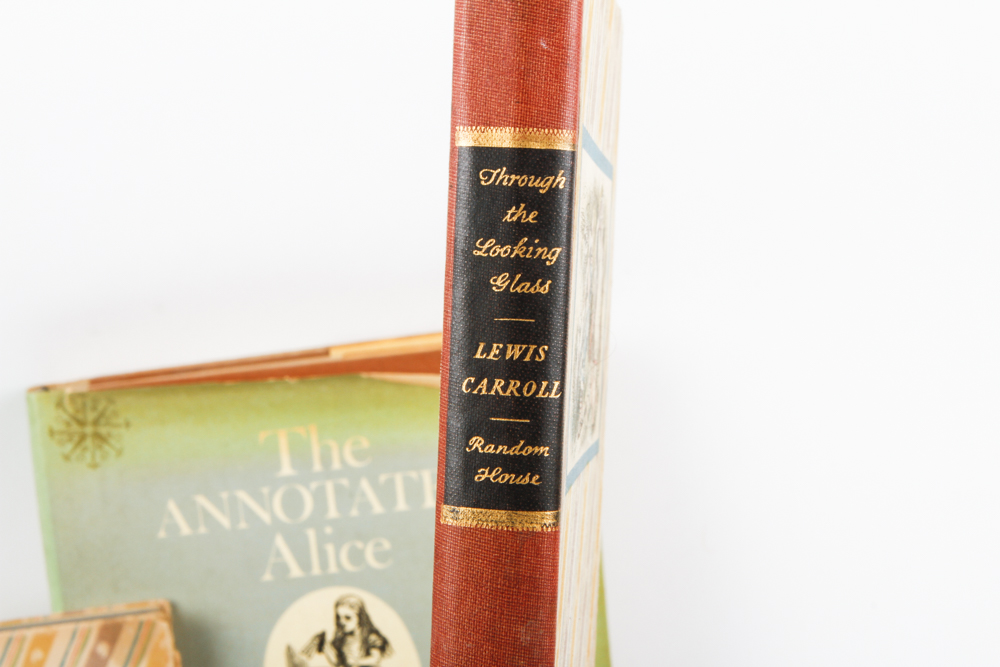 Through
the
Looking
Glass
LEWIS
CARROLL
Random
House
The
ANNOTATE
Alice